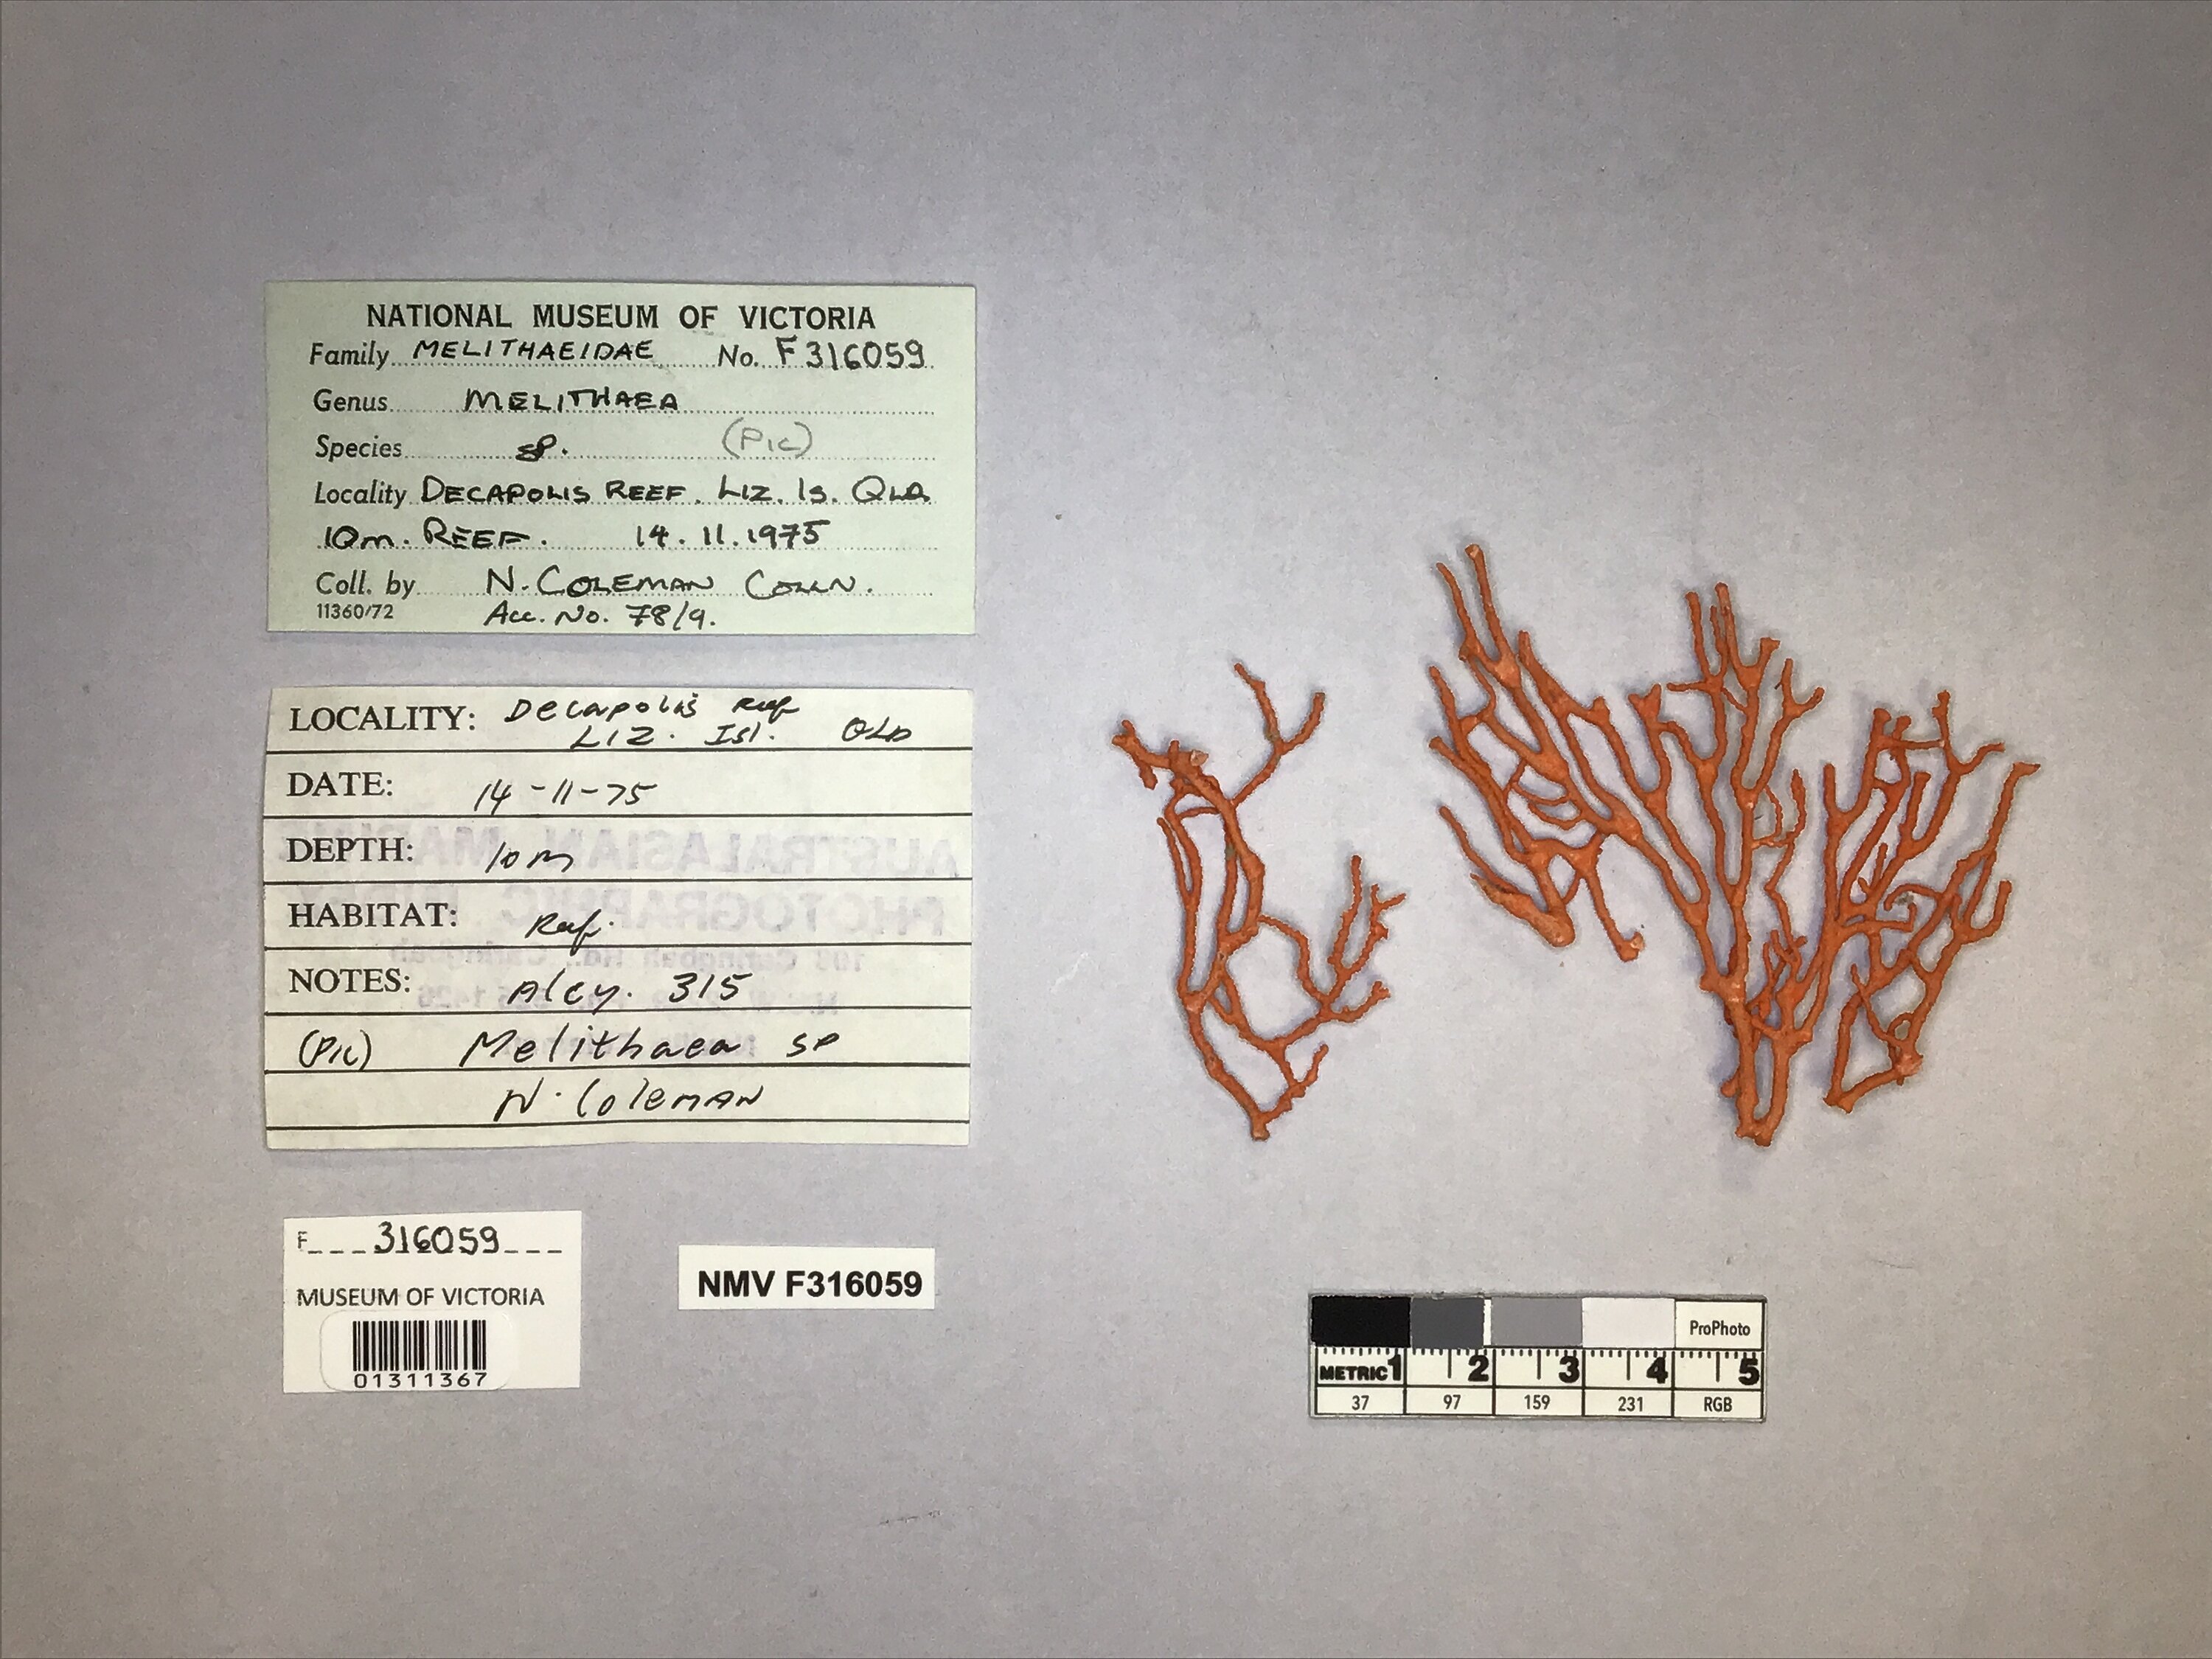 NATIONAL MUSEUM OF VICTORIA
Family MELITHAEIDAE No. F316059
Genus MELITHAEA
Species sp. (PIC)
Locality DECAPOLIS REEF. LIZ. IS. QLD
10m. REEF. 14.11.1975
Coll. by N. COLEMAN COLLN.
11360/72 Acc. No. 78/9.
LOCALITY: Decapolis Reef
LIZ. Isl. QLD
DATE: 14-11-75
DEPTH: 10m
HABITAT: Reef.
NOTES: Alcy. 315
(Pic) Melithaea sp
N. Coleman
F 316059
MUSEUM OF VICTORIA
01311367
NMV F316059
ProPhoto
METRIC 1 2 3 4 5
37 97 159 231 RGB